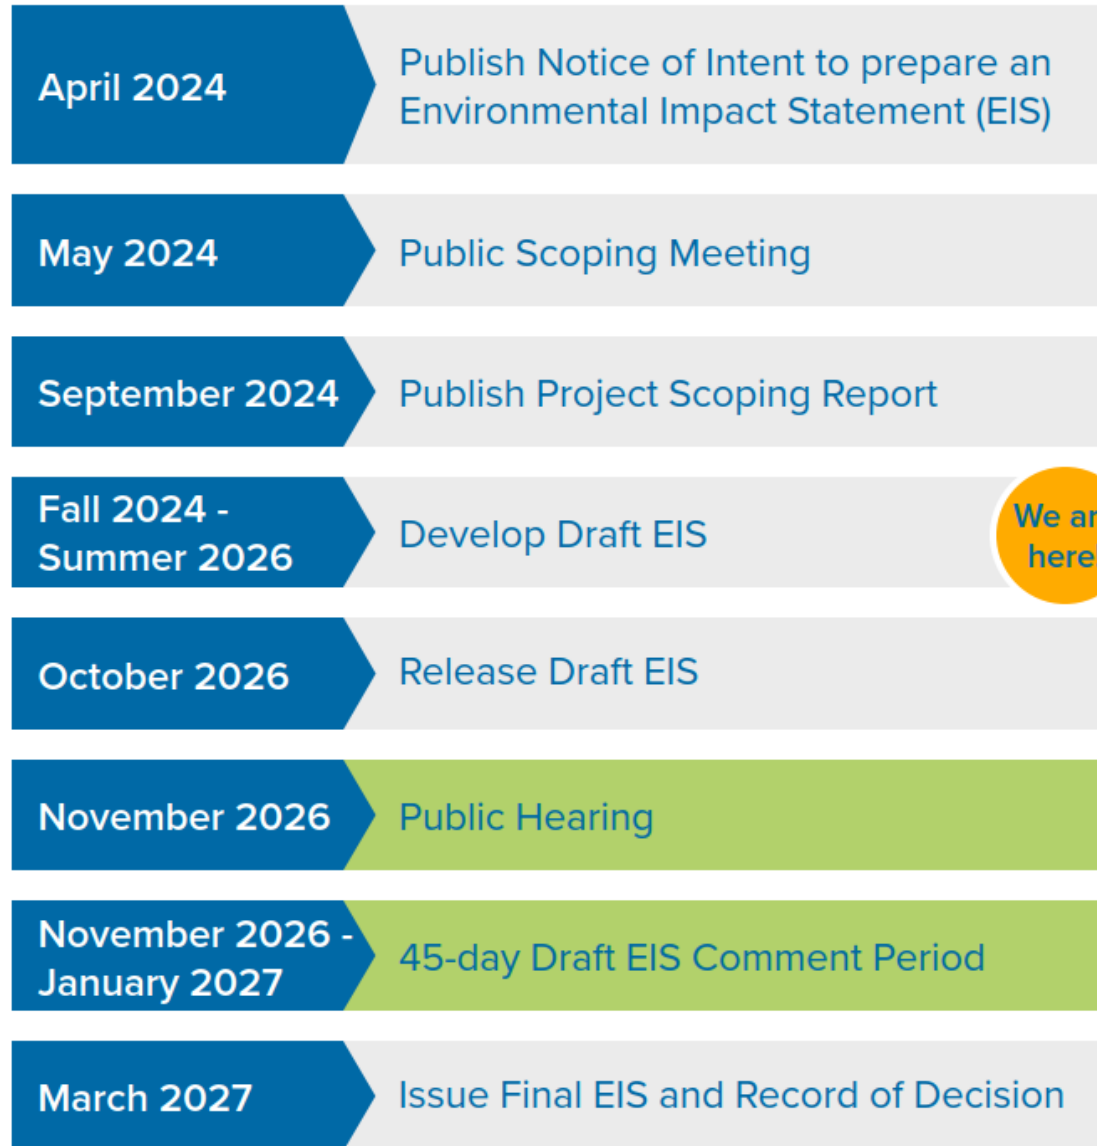 April 2024
Publish Notice of Intent to prepare an
Environmental Impact Statement (EIS)
May 2024
Public Scoping Meeting
September 2024
Publish Project Scoping Report
Fall 2024 -
Summer 2026
Develop Draft EIS
We
here
October 2026
Release Draft EIS
November 2026
Public Hearing
November 2026 -
January 2027
45-day Draft EIS Comment Period
March 2027
Issue Final EIS and Record of Decision